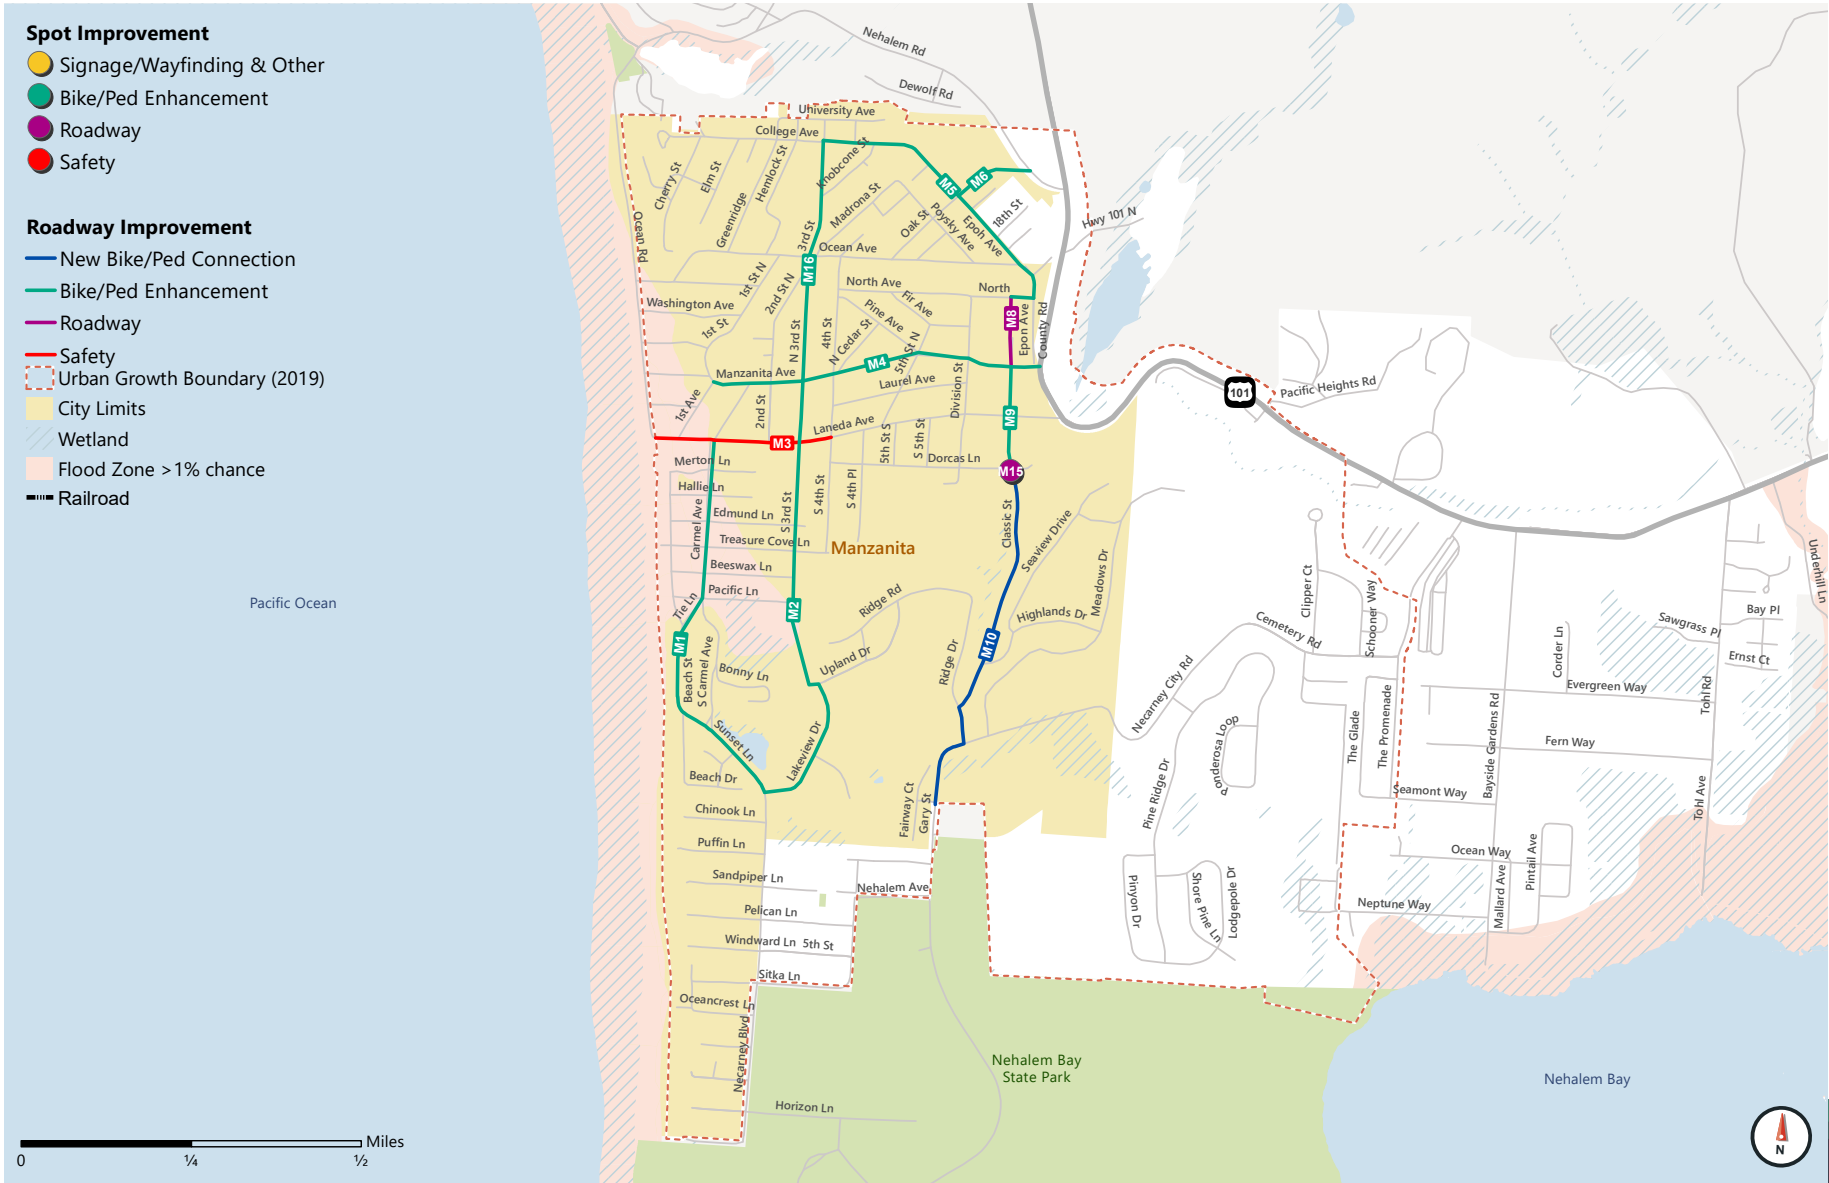 Spot Improvement
Signage/Wayfinding & Other
Bike/Ped Enhancement
Roadway
Safety
Roadway Improvement
New Bike/Ped Connection
Bike/Ped Enhancement
Roadway
Safety
Urban Growth Boundary (2019)
City Limits
Wetland
Flood Zone >1% chance
Railroad
Nehalem Rd
Dewolf Rd
University Ave
College Ave
Knobcone St
Cherry St
Elm St
Hemlock St
Greenridge
Madrona St
M5
M6
Oak St
Poysky Ave
Epoh Ave
18th St
Hwy 101 N
Ocean Rd
3rd St
Ocean Ave
M16
1st St N
2nd St N
North Ave
North
Washington Ave
Fir Ave
Pine Ave
1st St
N 3rd St
4th St
N Cedar St
5th St N
M8
Epon Ave
County Rd
M4
Manzanita Ave
Laurel Ave
Division St
101
Pacific Heights Rd
1st Ave
2nd St
Laneda Ave
M9
M3
5th St S
S 5th St
Merton Ln
Dorcas Ln
M15
Hallie Ln
S 4th St
S 4th Pl
Carmel Ave
Edmund Ln
S 3rd St
Classic St
Seaview Drive
Treasure Cove Ln
Manzanita
Beeswax Ln
Pacific Ln
Tie Ln
M2
Ridge Rd
Highlands Dr
Meadows Dr
Clipper Ct
Schooner Way
Underhill Ln
Pacific Ocean
M1
M10
Cemetery Rd
Bay Pl
Sawgrass Pl
Ernst Ct
Corder Ln
Beach St
S Carmel Ave
Bonny Ln
Upland Dr
Ridge Dr
Necarney City Rd
Evergreen Way
Tohl Rd
Sunset Ln
Lakeview Dr
Ponderosa Loop
The Glade
The Promenade
Bayside Gardens Rd
Fern Way
Beach Dr
Pine Ridge Dr
Seamont Way
Tohl Ave
Chinook Ln
Fairway Ct
Gary St
Puffin Ln
Ocean Way
Pintail Ave
Sandpiper Ln
Nehalem Ave
Pinyon Dr
Shore Pine Ln
Lodgepole Dr
Mallard Ave
Neptune Way
Pelican Ln
Windward Ln
5th St
Sitka Ln
Oceancrest Ln
Necarney Blvd
Nehalem Bay
State Park
Nehalem Bay
Horizon Ln
Miles
0
¼
½
N